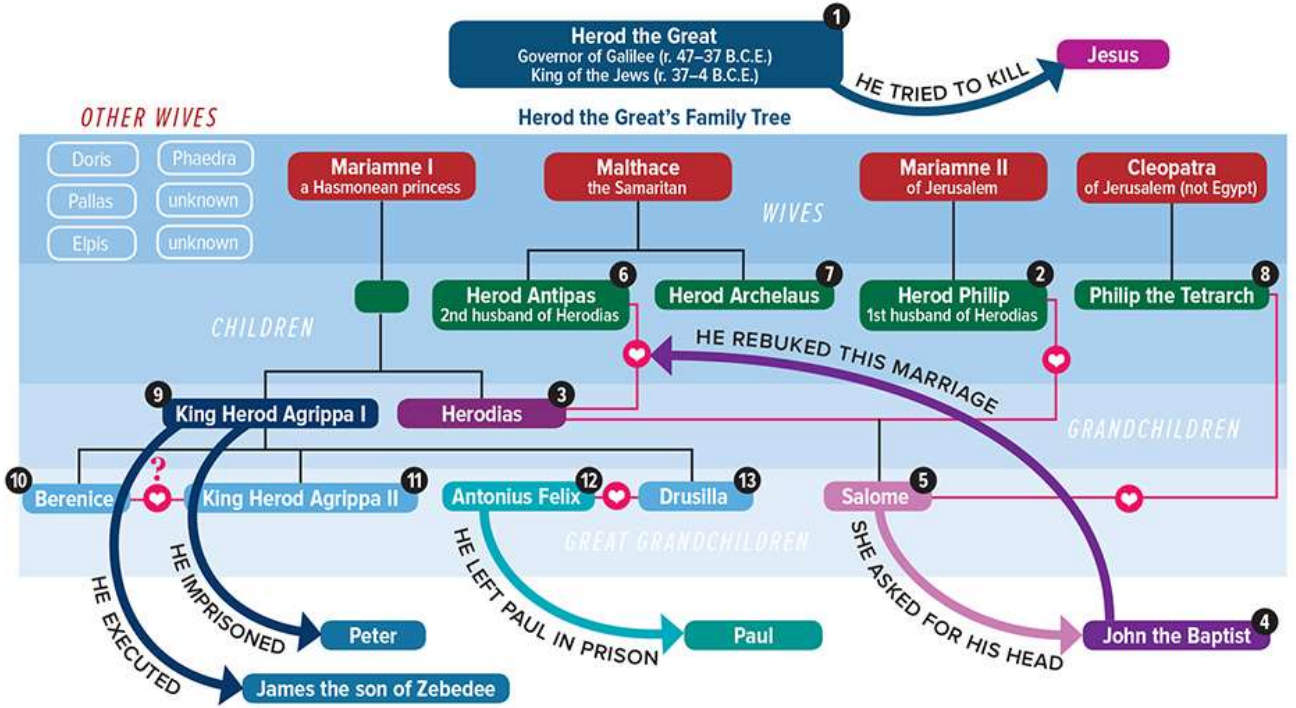 1
Herod the Great
Governor of Galilee (r. 47–37 B.C.E.)
King of the Jews (r. 37–4 B.C.E.)
HE TRIED TO KILL
Jesus
Herod the Great's Family Tree
OTHER WIVES
Doris
Phaedra
Pallas
unknown
Elpis
unknown
Mariamne I
a Hasmonean princess
Malthace
the Samaritan
Mariamne II
of Jerusalem
Cleopatra
of Jerusalem (not Egypt)
WIVES
6
Herod Antipas
2nd husband of Herodias
7
Herod Archelaus
2
Herod Philip
1st husband of Herodias
8
Philip the Tetrarch
CHILDREN
HE REBUKED THIS MARRIAGE
9
King Herod Agrippa I
3
Herodias
GRANDCHILDREN
10
Berenice
?
11
King Herod Agrippa II
12
Antonius Felix
13
Drusilla
5
Salome
GREAT GRANDCHILDREN
HE EXECUTED
HE IMPRISONED
HE LEFT PAUL IN PRISON
SHE ASKED FOR HIS HEAD
Peter
Paul
4
John the Baptist
James the son of Zebedee